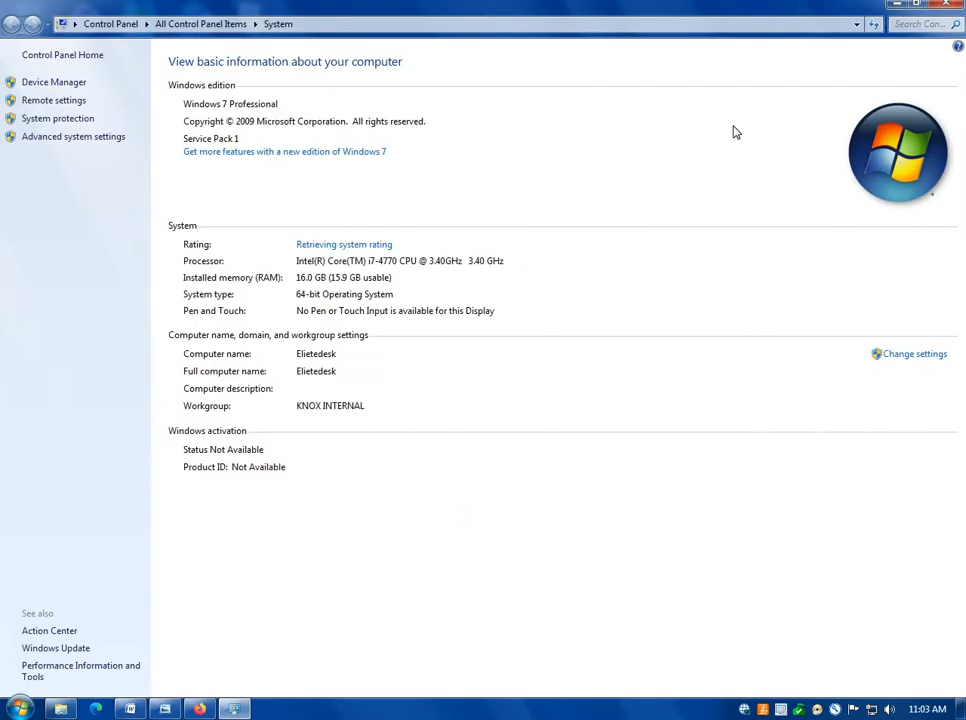 Control Panel
All Control Panel Items
System
Search Con...
Control Panel Home
Device Manager
Remote settings
System protection
Advanced system settings
View basic information about your computer
Windows edition
Windows 7 Professional
Copyright © 2009 Microsoft Corporation. All rights reserved.
Service Pack 1
Get more features with a new edition of Windows 7
System
Rating: Retrieving system rating
Processor: Intel(R) Core(TM) i7-4770 CPU @ 3.40GHz 3.40 GHz
Installed memory (RAM): 16.0 GB (15.9 GB usable)
System type: 64-bit Operating System
Pen and Touch: No Pen or Touch Input is available for this Display
Computer name, domain, and workgroup settings
Computer name: Elietedesk
Change settings
Full computer name: Elietedesk
Computer description:
Workgroup: KNOX INTERNAL
Windows activation
Status Not Available
Product ID: Not Available
See also
Action Center
Windows Update
Performance Information and
Tools
11:03 AM